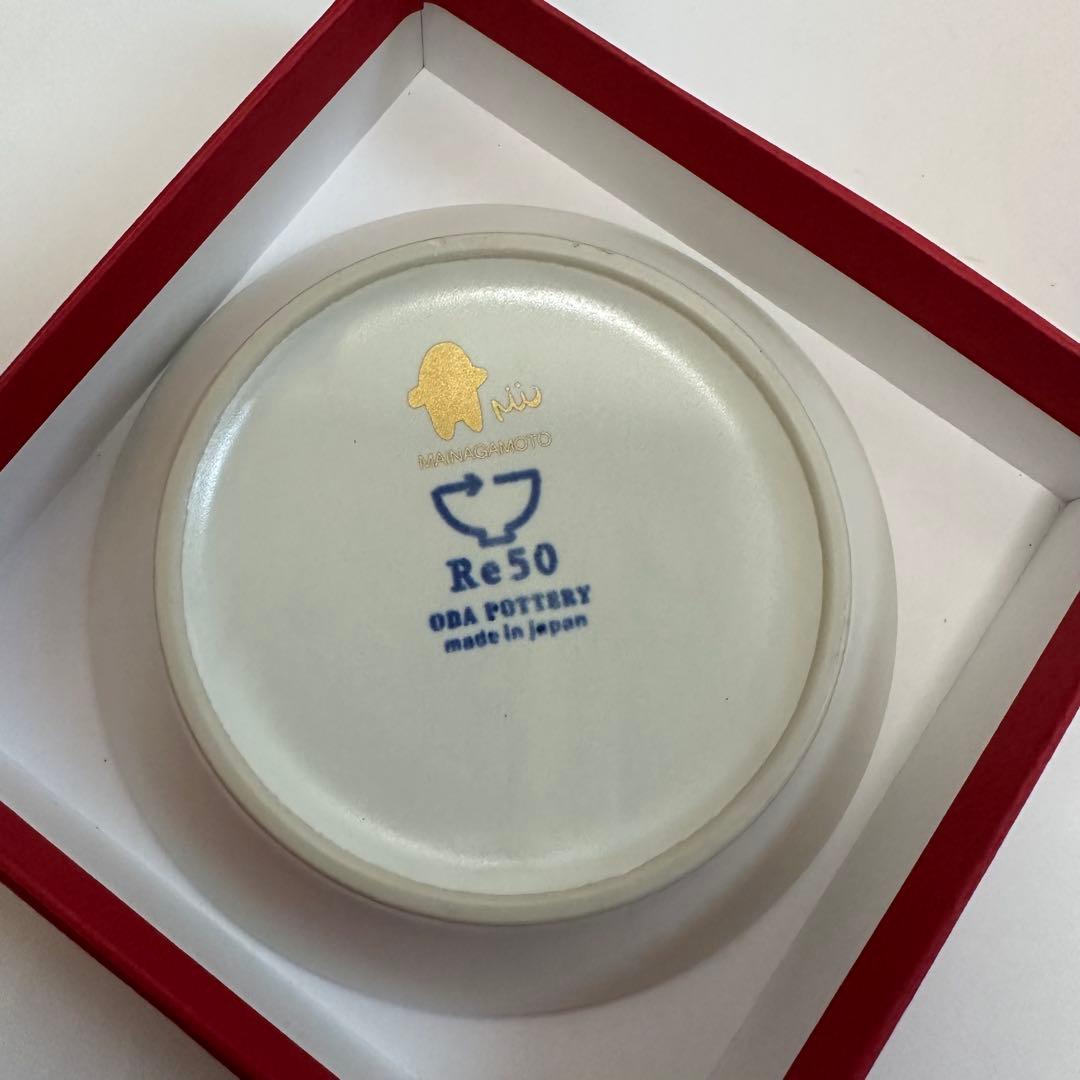 MAINAGAMOTO
Re50
ODA POTTERY
made in japan